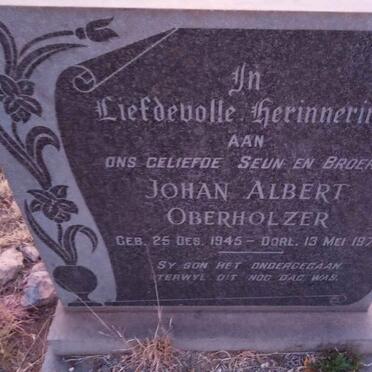 In
Liefdevolle Herinnerin
AAN
ONS GELIEFDE SEUN EN BROER
JOHAN ALBERT
OBERHOLZER
GEB. 25 DES. 1945 – OORL. 13 MEI 197
SY SON HET ONDERGEGAAN
TERWYL DIT NOG DAG WAS.